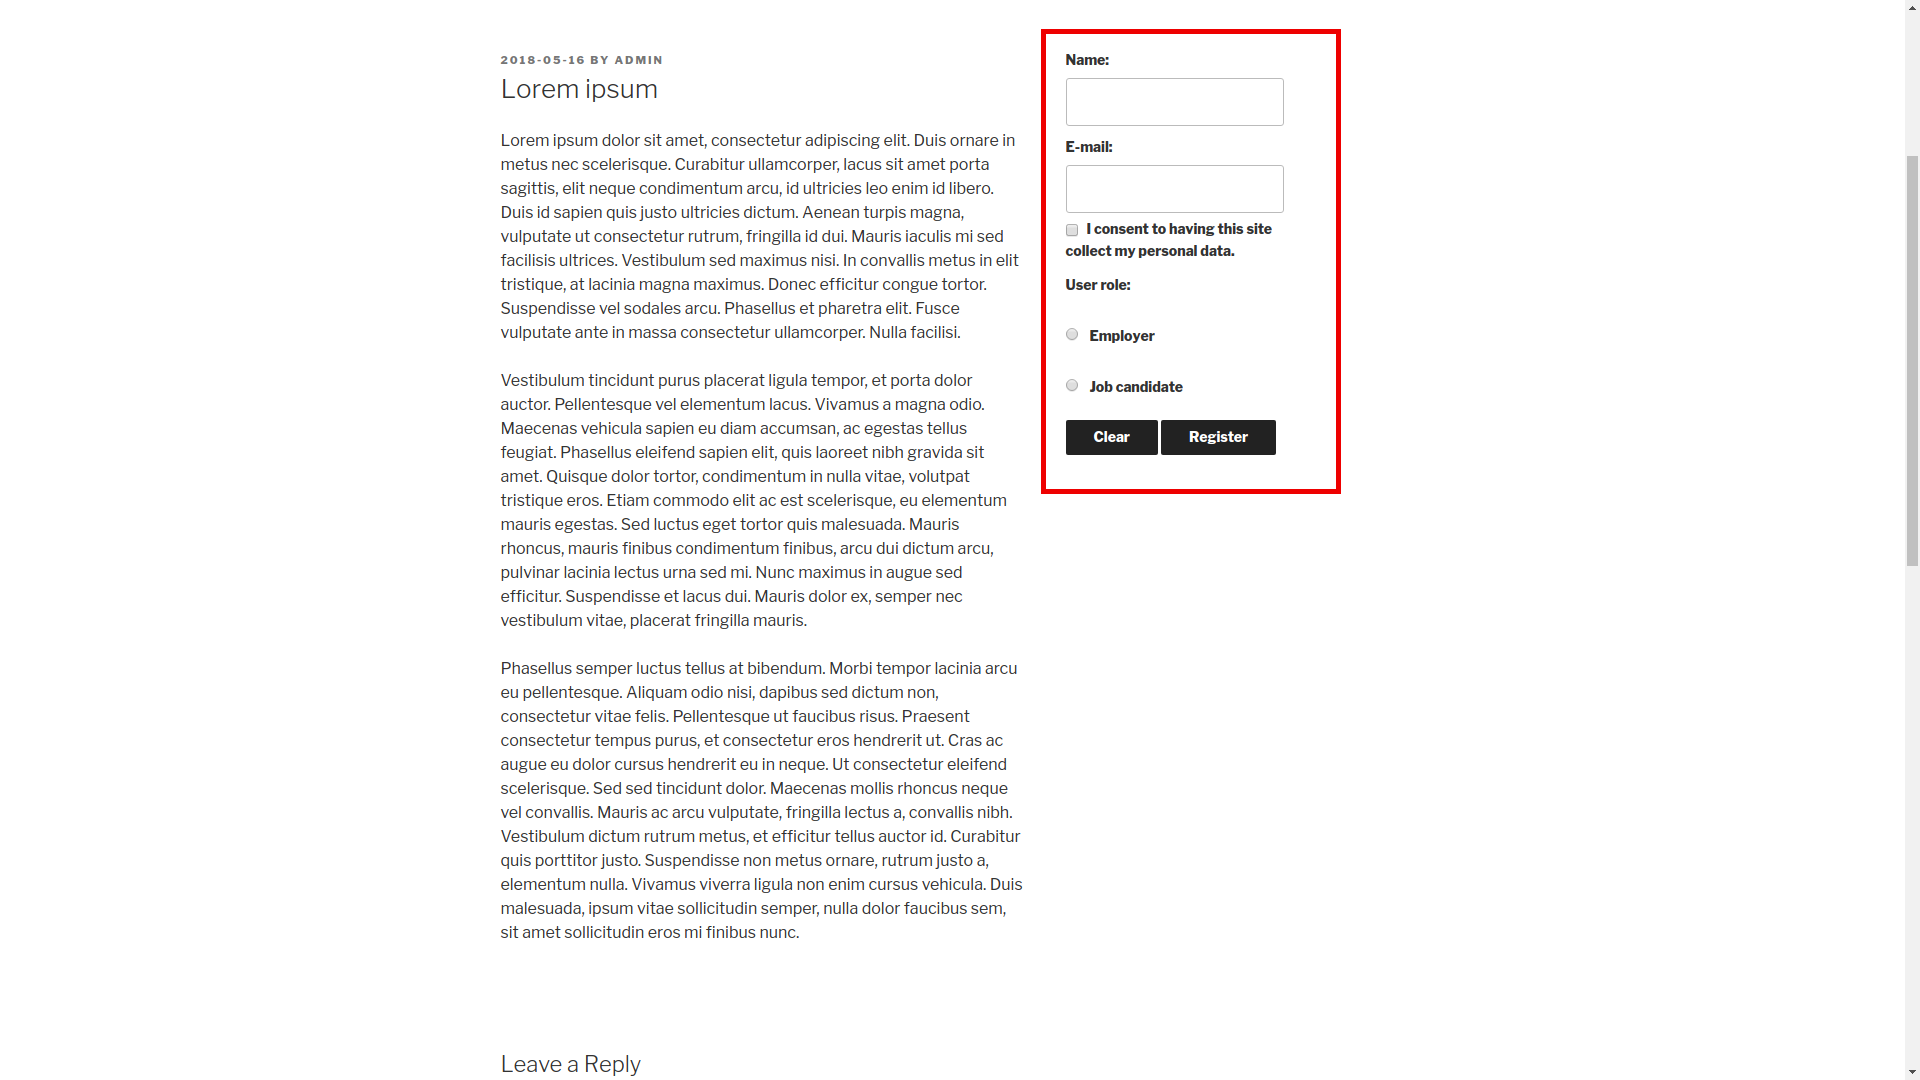 2018-05-16 BY ADMIN
Lorem ipsum
Lorem ipsum dolor sit amet, consectetur adipiscing elit. Duis ornare in
metus nec scelerisque. Curabitur ullamcorper, lacus sit amet porta
sagittis, elit neque condimentum arcu, id ultricies leo enim id libero.
Duis id sapien quis justo ultricies dictum. Aenean turpis magna,
vulputate ut consectetur rutrum, fringilla id dui. Mauris iaculis mi sed
facilisis ultrices. Vestibulum sed maximus nisi. In convallis metus in elit
tristique, at lacinia magna maximus. Donec efficitur congue tortor.
Suspendisse vel sodales arcu. Phasellus et pharetra elit. Fusce
vulputate ante in massa consectetur ullamcorper. Nulla facilisi.
Vestibulum tincidunt purus placerat ligula tempor, et porta dolor
auctor. Pellentesque vel elementum lacus. Vivamus a magna odio.
Maecenas vehicula sapien eu diam accumsan, ac egestas tellus
feugiat. Phasellus eleifend sapien elit, quis laoreet nibh gravida sit
amet. Quisque dolor tortor, condimentum in nulla vitae, volutpat
tristique eros. Etiam commodo elit ac est scelerisque, eu elementum
mauris egestas. Sed luctus eget tortor quis malesuada. Mauris
rhoncus, mauris finibus condimentum finibus, arcu dui dictum arcu,
pulvinar lacinia lectus urna sed mi. Nunc maximus in augue sed
efficitur. Suspendisse et lacus dui. Mauris dolor ex, semper nec
vestibulum vitae, placerat fringilla mauris.
Phasellus semper luctus tellus at bibendum. Morbi tempor lacinia arcu
eu pellentesque. Aliquam odio nisi, dapibus sed dictum non,
consectetur vitae felis. Pellentesque ut faucibus risus. Praesent
consectetur tempus purus, et consectetur eros hendrerit ut. Cras ac
augue eu dolor cursus hendrerit eu in neque. Ut consectetur eleifend
scelerisque. Sed sed tincidunt dolor. Maecenas mollis rhoncus neque
vel convallis. Mauris ac arcu vulputate, fringilla lectus a, convallis nibh.
Vestibulum dictum rutrum metus, et efficitur tellus auctor id. Curabitur
quis porttitor justo. Suspendisse non metus ornare, rutrum justo a,
elementum nulla. Vivamus viverra ligula non enim cursus vehicula. Duis
malesuada, ipsum vitae sollicitudin semper, nulla dolor faucibus sem,
sit amet sollicitudin eros mi finibus nunc.
Leave a Reply
Name:
E-mail:
I consent to having this site
collect my personal data.
User role:
Employer
Job candidate
Clear
Register